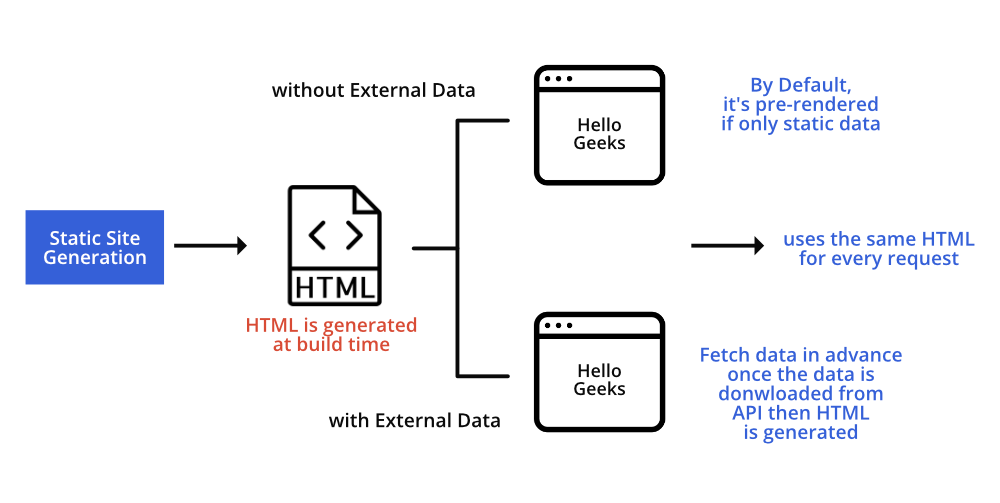 without External Data
Hello
Geeks
By Default,
it's pre-rendered
if only static data
Static Site
Generation
HTML
HTML is generated
at build time
uses the same HTML
for every request
with External Data
Hello
Geeks
Fetch data in advance
once the data is
donwloaded from
API then HTML
is generated